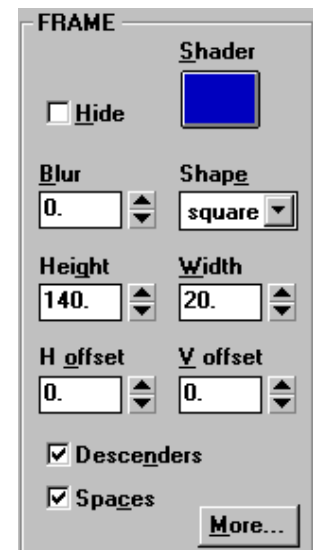 FRAME
Shader
Hide
Blur Shape
0. square
Height Width
140. 20.
H offset V offset
0. 0.
Descenders
Spaces
More...